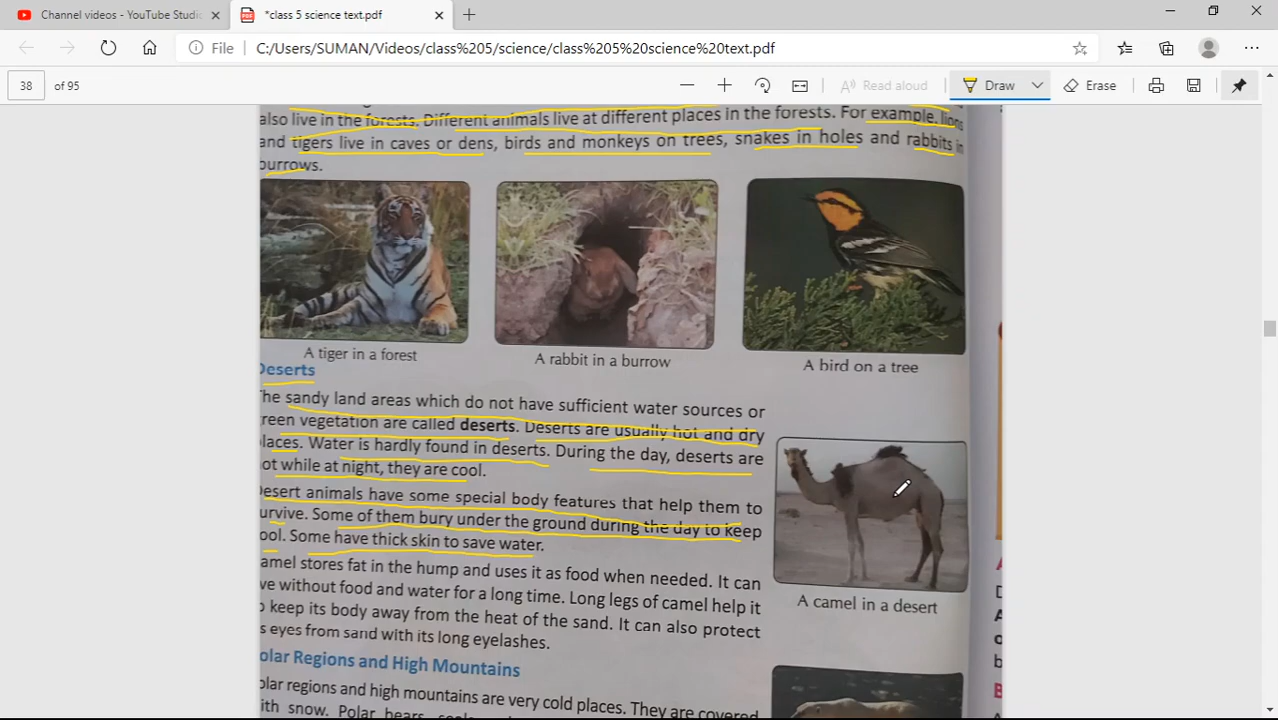 Channel videos - YouTube Studi
*class 5 science text.pdf
File C:/Users/SUMAN/Videos/class%205/science/class%205%20science%20text.pdf
38 of 95
Read aloud Draw Erase
also live in the forests. Different animals live at different places in the forests. For example, lions
and tigers live in caves or dens, birds and monkeys on trees, snakes in holes and rabbits in
burrows.
A tiger in a forest
A rabbit in a burrow
A bird on a tree
Deserts
The sandy land areas which do not have sufficient water sources or
reen vegetation are called deserts. Deserts are usually hot and dry
laces. Water is hardly found in deserts. During the day, deserts are
ot while at night, they are cool.
Desert animals have some special body features that help them to
urvive. Some of them bury under the ground during the day to keep
ool. Some have thick skin to save water.
amel stores fat in the hump and uses it as food when needed. It can
ve without food and water for a long time. Long legs of camel help it
o keep its body away from the heat of the sand. It can also protect
s eyes from sand with its long eyelashes.
A camel in a desert
olar Regions and High Mountains
olar regions and high mountains are very cold places. They are covered
ith snow. Polar bears,